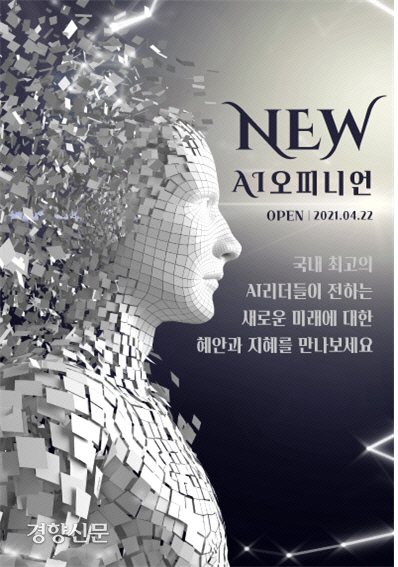 NEW
AI오피니언
OPEN | 2021.04.22
국내 최고의
AI리더들이 전하는
새로운 미래에 대한
혜안과 지혜를 만나보세요
경향신문